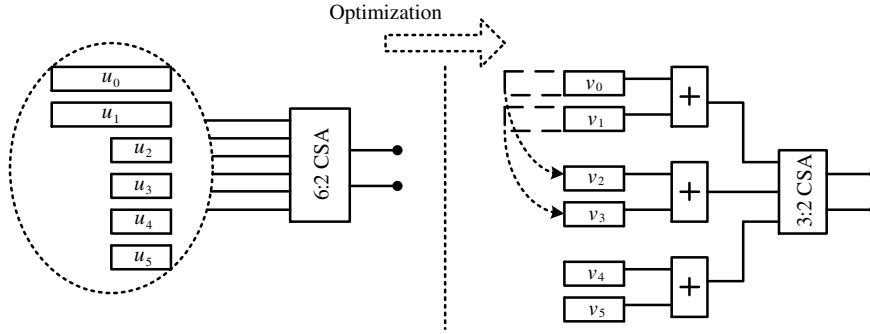 Optimization
u0
u1
u2
u3
u4
u5
6:2 CSA
v0
v1
v2
v3
v4
v5
+
+
+
3:2 CSA